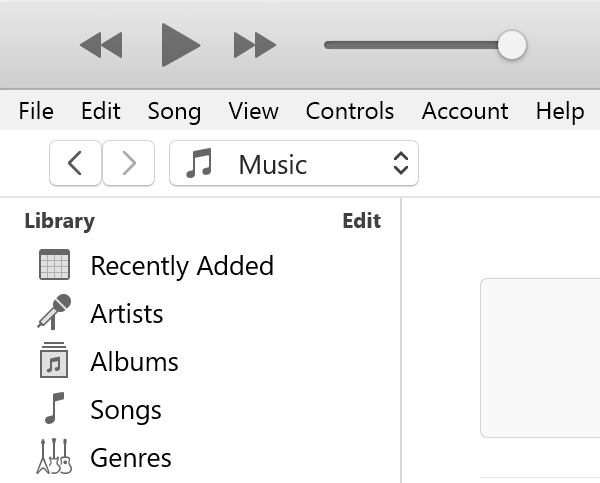 File Edit Song View Controls Account Help
Music
Library Edit
Recently Added
Artists
Albums
Songs
Genres